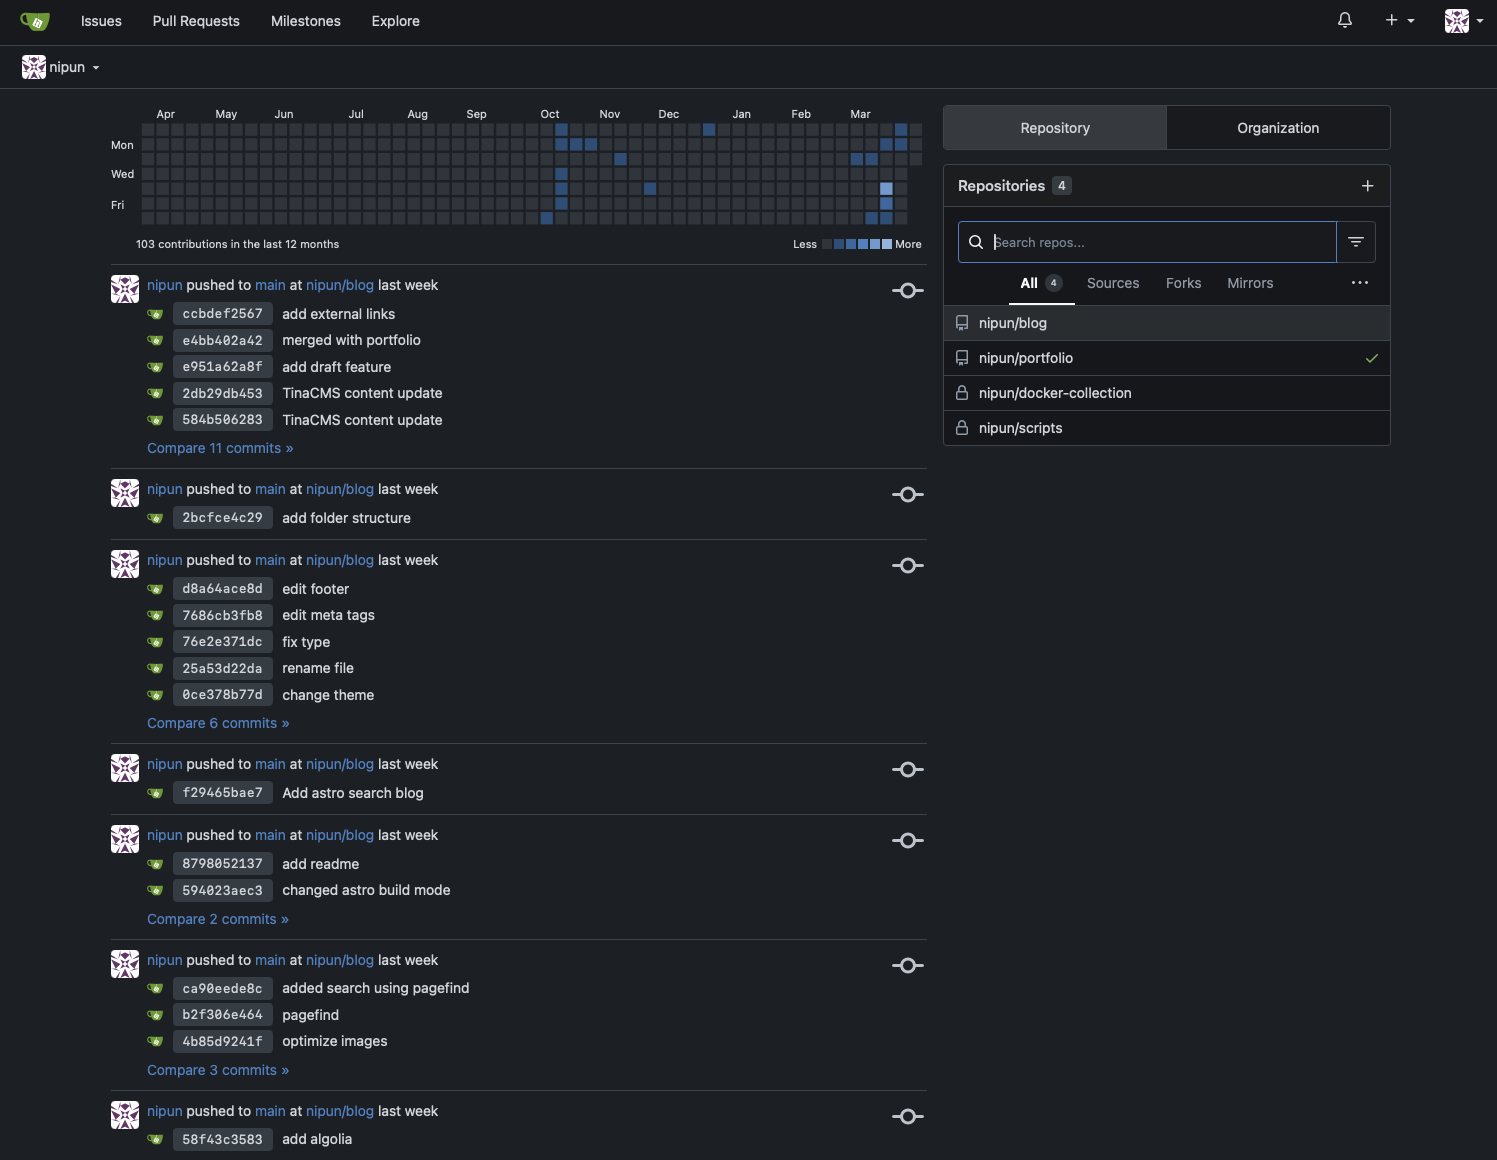 Issues Pull Requests Milestones Explore
nipun
Apr May Jun Jul Aug Sep Oct Nov Dec Jan Feb Mar
Mon
Wed
Fri
103 contributions in the last 12 months Less More
nipun pushed to main at nipun/blog last week
ccbdef2567 add external links
e4bb402a42 merged with portfolio
e951a62a8f add draft feature
2db29db453 TinaCMS content update
584b506283 TinaCMS content update
Compare 11 commits »
nipun pushed to main at nipun/blog last week
2bcfce4c29 add folder structure
nipun pushed to main at nipun/blog last week
d8a64ace8d edit footer
7686cb3fb8 edit meta tags
76e2e371dc fix type
25a53d22da rename file
0ce378b77d change theme
Compare 6 commits »
nipun pushed to main at nipun/blog last week
f29465bae7 Add astro search blog
nipun pushed to main at nipun/blog last week
8798052137 add readme
594023aec3 changed astro build mode
Compare 2 commits »
nipun pushed to main at nipun/blog last week
ca90eede8c added search using pagefind
b2f306e464 pagefind
4b85d9241f optimize images
Compare 3 commits »
nipun pushed to main at nipun/blog last week
58f43c3583 add algolia
Repository Organization
Repositories 4
Search repos...
All 4 Sources Forks Mirrors
nipun/blog
nipun/portfolio
nipun/docker-collection
nipun/scripts